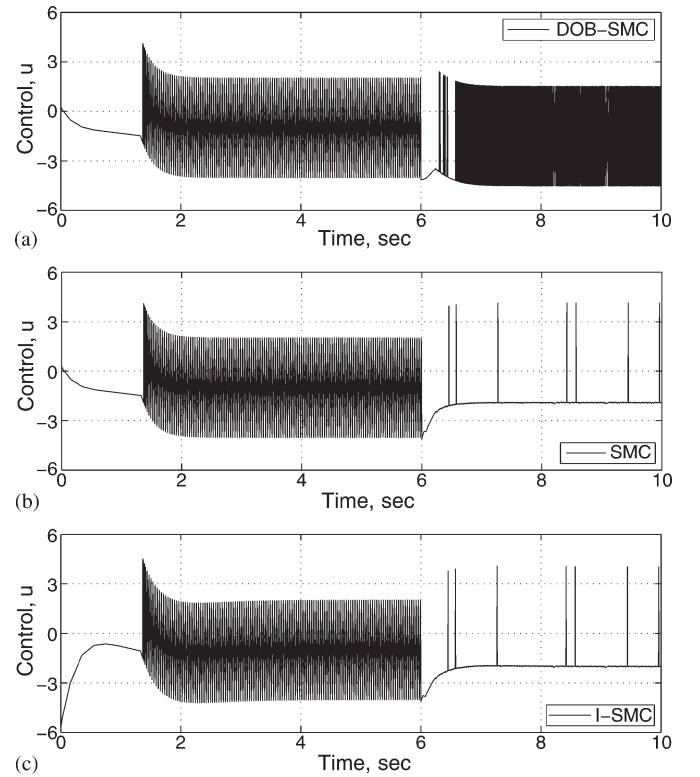 6
DOB−SMC
3
0
−3
−6
Control, u
0
2
4
6
8
10
(a)
Time, sec
6
3
0
−3
−6
Control, u
SMC
0
2
4
6
8
10
(b)
Time, sec
6
3
0
−3
−6
Control, u
I−SMC
0
2
4
6
8
10
(c)
Time, sec